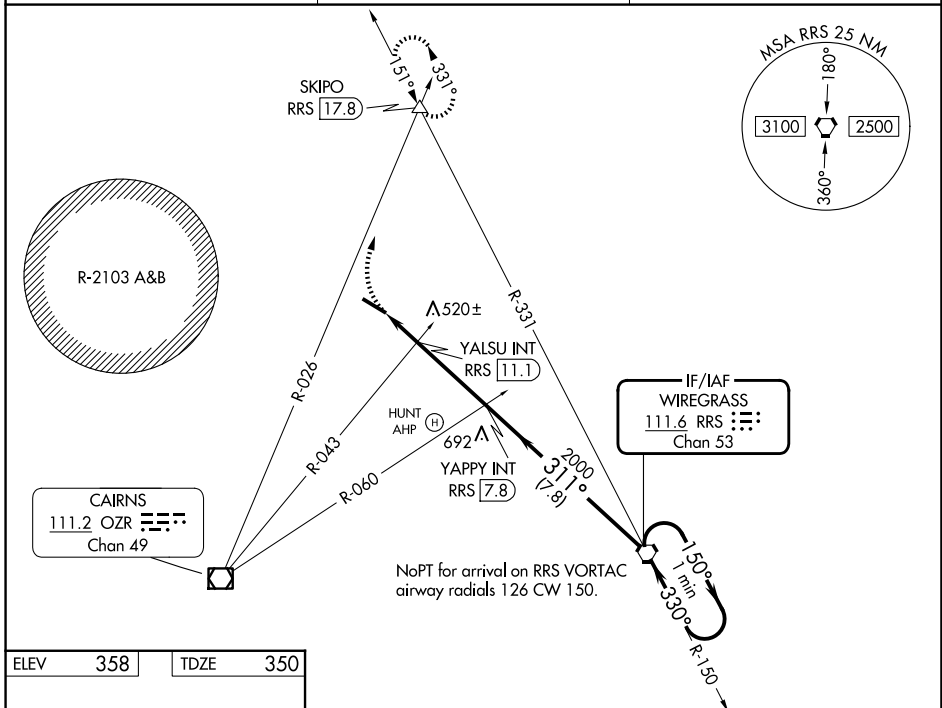 MSA RRS 25 NM
180°
3100
2500
360°
151°
331°
SKIPO
RRS 17.8
R-2103 A&B
520±
R-331
YALSU INT
RRS 11.1
R-026
IF/IAF
WIREGRASS
111.6 RRS
Chan 53
HUNT
AHP
H
692
R-043
YAPPY INT
RRS 7.8
2000
311°
(7.8)
R-060
CAIRNS
111.2 OZR
Chan 49
NoPT for arrival on RRS VORTAC
airway radials 126 CW 150.
150°
1 min
330°
R-150
ELEV 358
TDZE 350